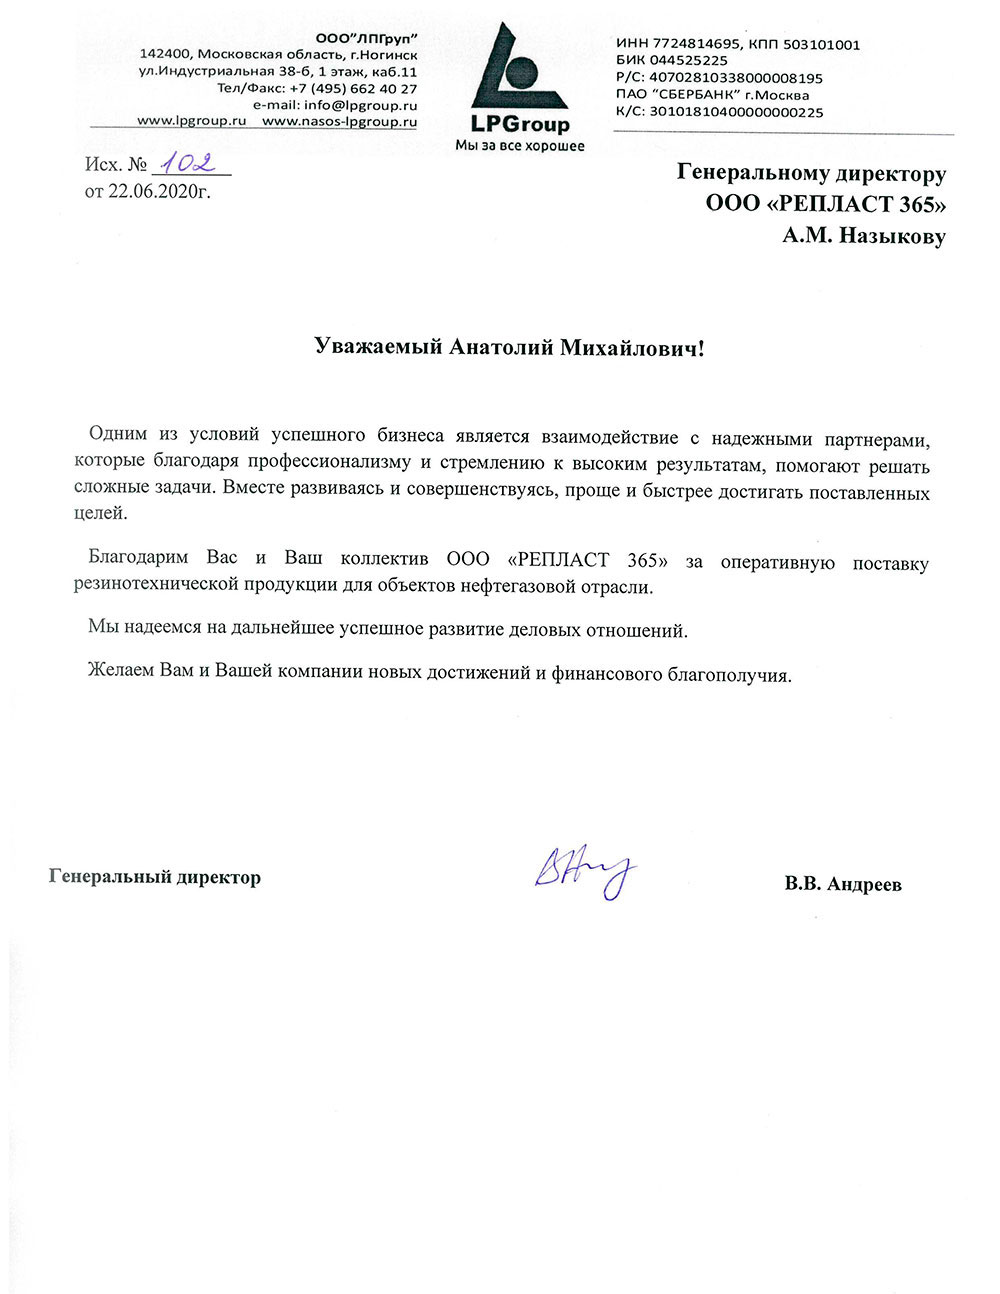 ООО"ЛПГруп"
142400, Московская область, г.Ногинск
ул.Индустриальная 38-б, 1 этаж, каб.11
Тел/Факс: +7 (495) 662 40 27
e-mail: info@lpgroup.ru
www.lpgroup.ru www.nasos-lpgroup.ru
LPGroup
Мы за все хорошее
ИНН 7724814695, КПП 503101001
БИК 044525225
Р/С: 40702810338000008195
ПАО "СБЕРБАНК" г.Москва
К/С: 30101810400000000225
Исх. № 102
от 22.06.2020г.
Генеральному директору
ООО «РЕПЛАСТ 365»
А.М. Назыкову
Уважаемый Анатолий Михайлович!
Одним из условий успешного бизнеса является взаимодействие с надежными партнерами,
которые благодаря профессионализму и стремлению к высоким результатам, помогают решать
сложные задачи. Вместе развиваясь и совершенствуясь, проще и быстрее достигать поставленных
целей.
Благодарим Вас и Ваш коллектив ООО «РЕПЛАСТ 365» за оперативную поставку
резинотехнической продукции для объектов нефтегазовой отрасли.
Мы надеемся на дальнейшее успешное развитие деловых отношений.
Желаем Вам и Вашей компании новых достижений и финансового благополучия.
Генеральный директор
В.В. Андреев